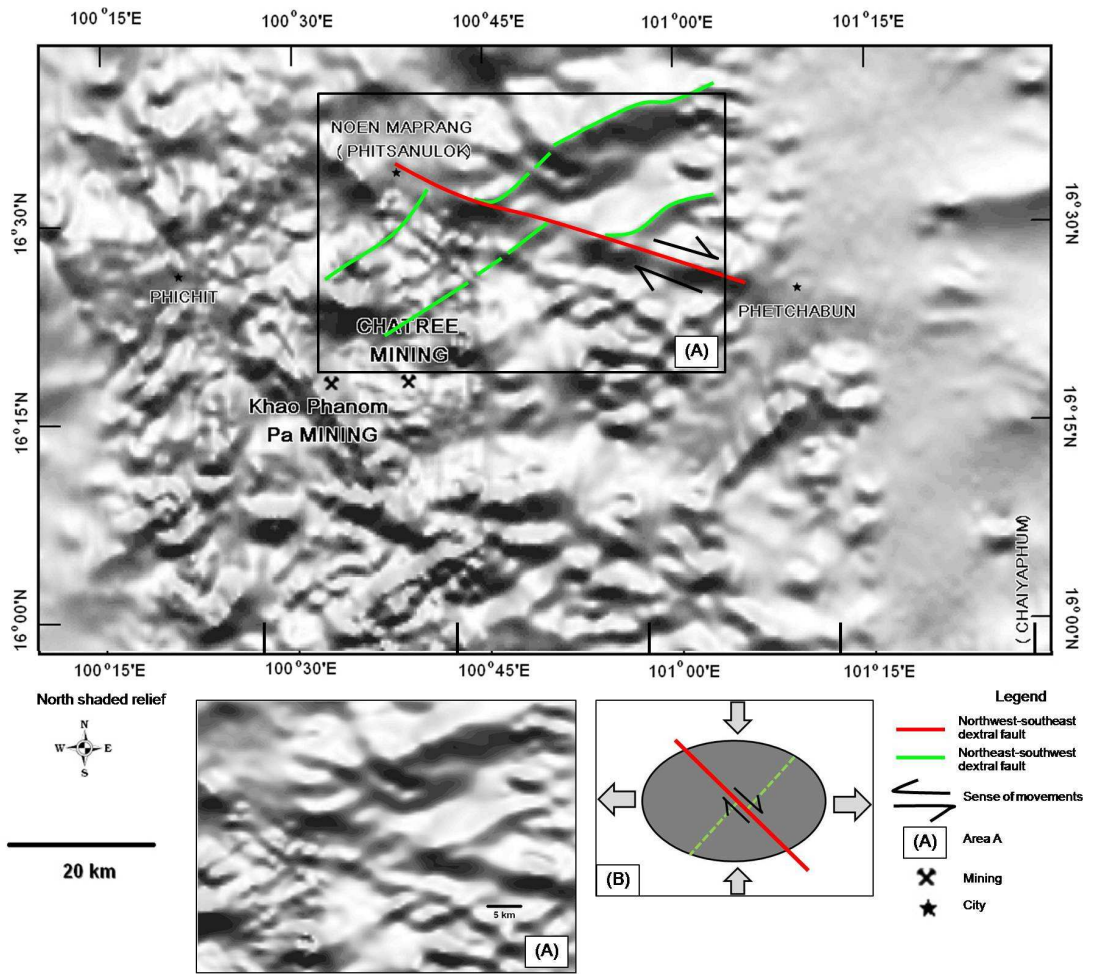 100°15'E 100°30'E 100°45'E 101°00'E 101°15'E
NOEN MAPRANG
( PHITSANULOK)
16°30'N
16°30'N
PHICHIT
PHETCHABUN
CHATREE
MINING
(A)
Khao Phanom
Pa MINING
16°15'N
16°15'N
(CHAIYAPHUM)
16°00'N
16°00'N
100°15'E 100°30'E 100°45'E 101°00'E 101°15'E
North shaded relief
N
W E
S
20 km
5 km
(A)
(B)
Legend
Northwest-southeast
dextral fault
Northeast-southwest
dextral fault
Sense of movements
(A) Area A
Mining
City